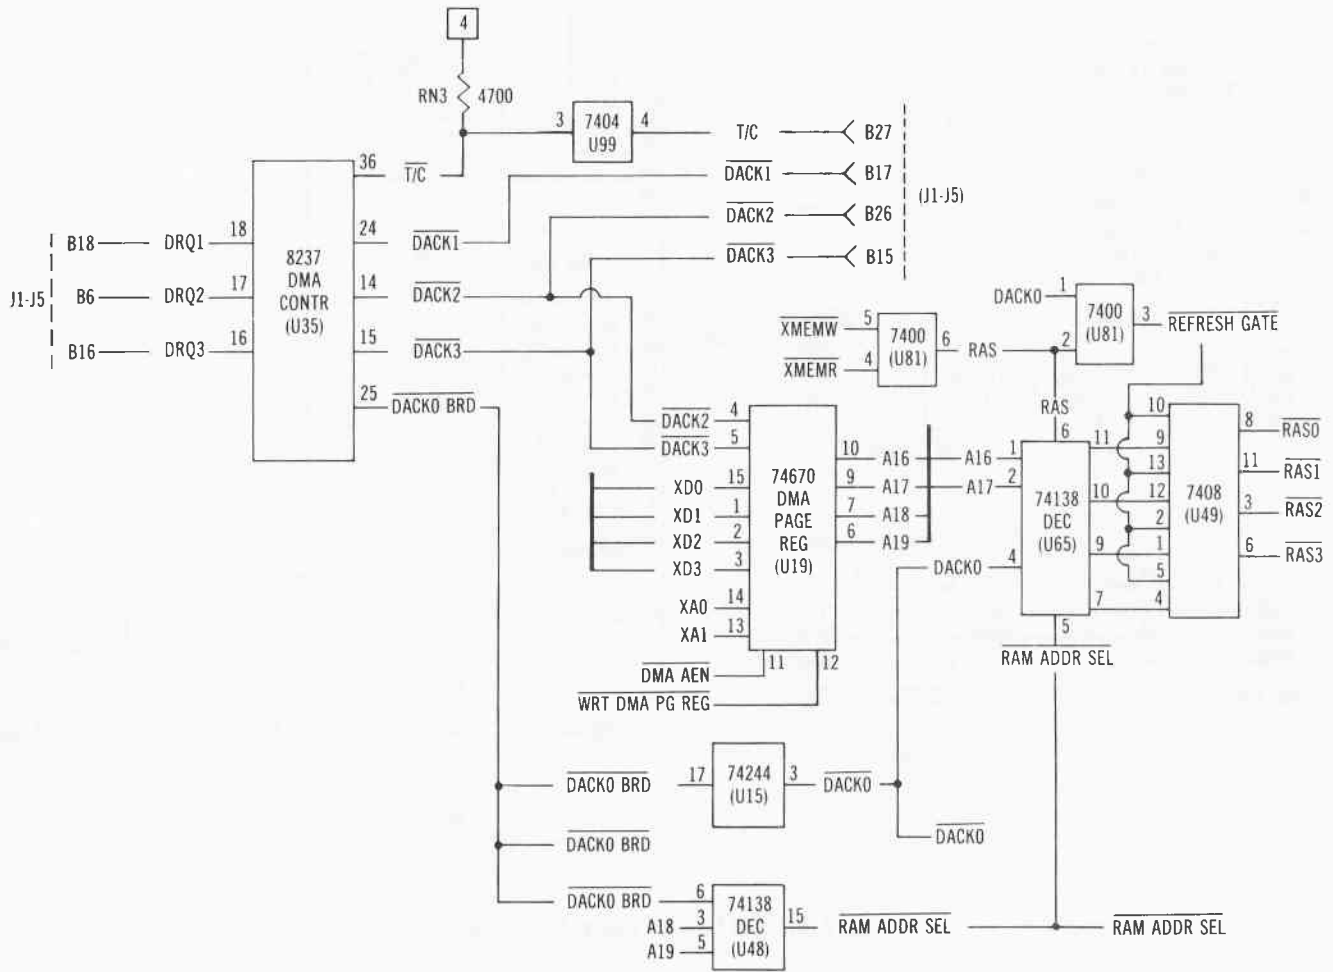 4
RN3 4700
3 7404 U99 4 T/C B27
36 T/C
DACK1 B17
(J1-J5)
DACK2 B26
DACK3 B15
8237 DMA CONTR (U35)
J1-J5
B18 DRQ1 18 24 DACK1
B6 DRQ2 17 14 DACK2
B16 DRQ3 16 15 DACK3
25 DACK0 BRD
DACK0 1 7400 (U81) 3 REFRESH GATE
2
XMEMW 5 7400 (U81) 6 RAS
XMEMR 4
RAS
DACK2 4
DACK3 5
XD0 15
XD1 1
XD2 2
XD3 3
XA0 14
XA1 13
74670 DMA PAGE REG (U19)
10 A16 A16 1
9 A17 A17 2
7 A18
6 A19
DMA AEN 11
WRT DMA PG REG 12
DACK0 4
6
74138 DEC (U65)
11
10
9
7
5
RAM ADDR SEL
10
9
13
12
2
1
5
4
7408 (U49)
8 RAS0
11 RAS1
3 RAS2
6 RAS3
DACK0 BRD 17 74244 (U15) 3 DACK0
DACK0 BRD
DACK0
DACK0 BRD 6
A18 3
A19 5
74138 DEC (U48)
15 RAM ADDR SEL RAM ADDR SEL